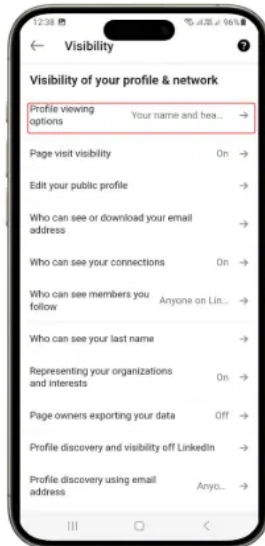 12:38
96%
← Visibility
Visibility of your profile & network
Profile viewing
options
Your name and hea... →
Page visit visibility On →
Edit your public profile →
Who can see or download your email
address →
Who can see your connections On →
Who can see members you
follow
Anyone on Lin... →
Who can see your last name →
Representing your organizations
and interests
On →
Page owners exporting your data Off →
Profile discovery and visibility off LinkedIn →
Profile discovery using email
address
Anyo... →